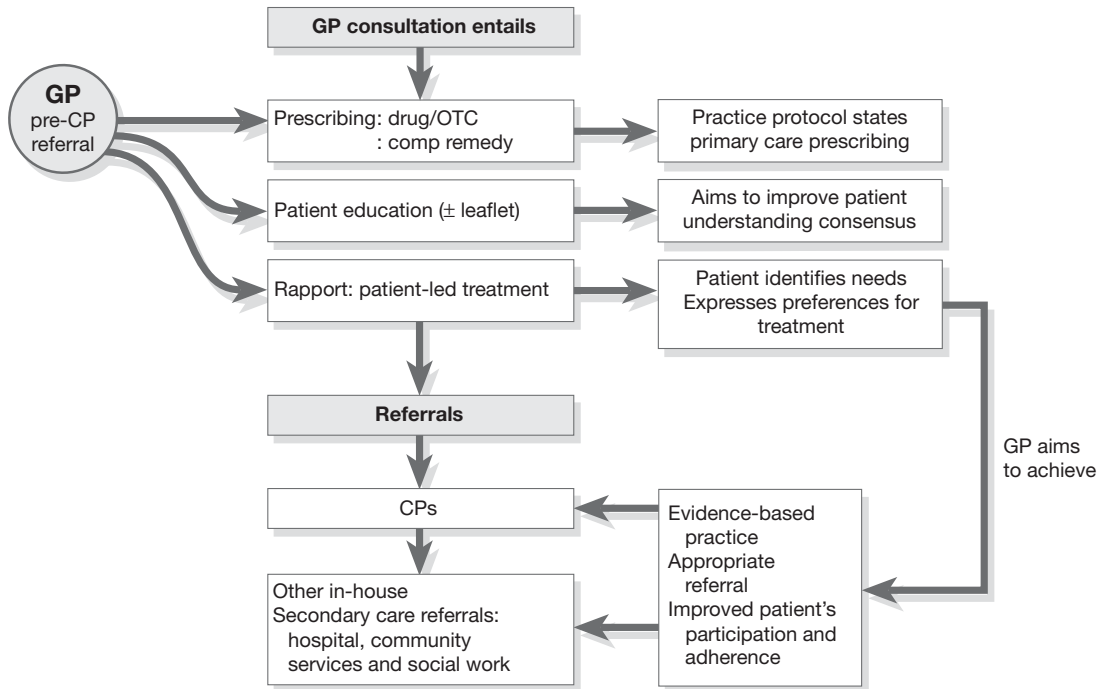 GP consultation entails
GP
pre-CP
referral
Prescribing: drug/OTC
: comp remedy
Practice protocol states
primary care prescribing
Patient education (± leaflet)
Aims to improve patient
understanding consensus
Rapport: patient-led treatment
Patient identifies needs
Expresses preferences for
treatment
Referrals
GP aims
to achieve
CPs
Evidence-based
practice
Appropriate
referral
Improved patient’s
participation and
adherence
Other in-house
Secondary care referrals:
hospital, community
services and social work